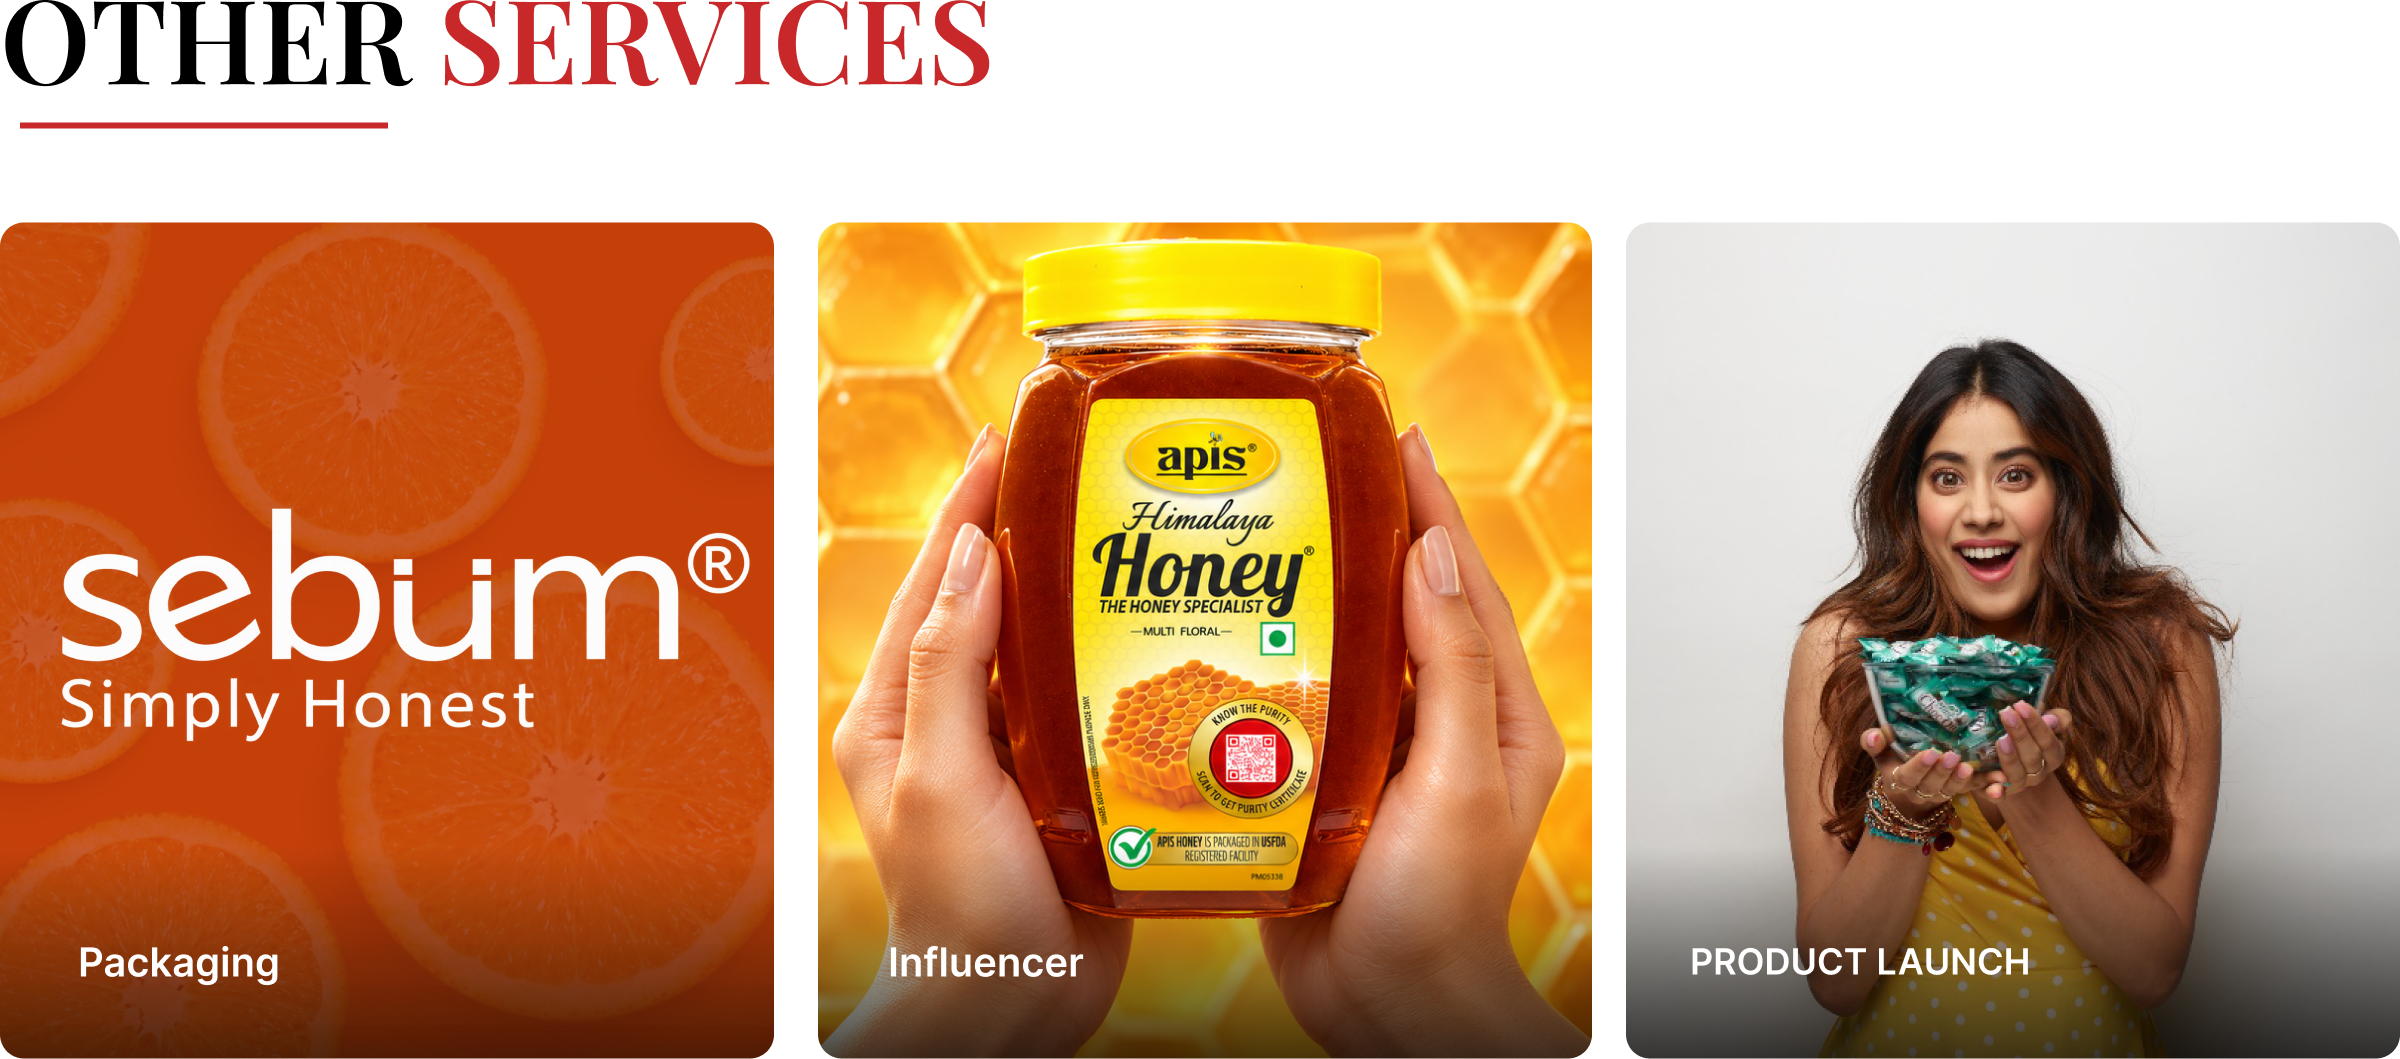 OTHER SERVICES
sebum®
Simply Honest
Packaging
apis®
Himalaya
Honey®
THE HONEY SPECIALIST
—MULTI FLORAL—
KNOW THE PURITY
SCAN TO GET PURITY CERTIFICATE
APIS HONEY IS PACKAGED IN USFDA
REGISTERED FACILITY
PM05338
Influencer
PRODUCT LAUNCH